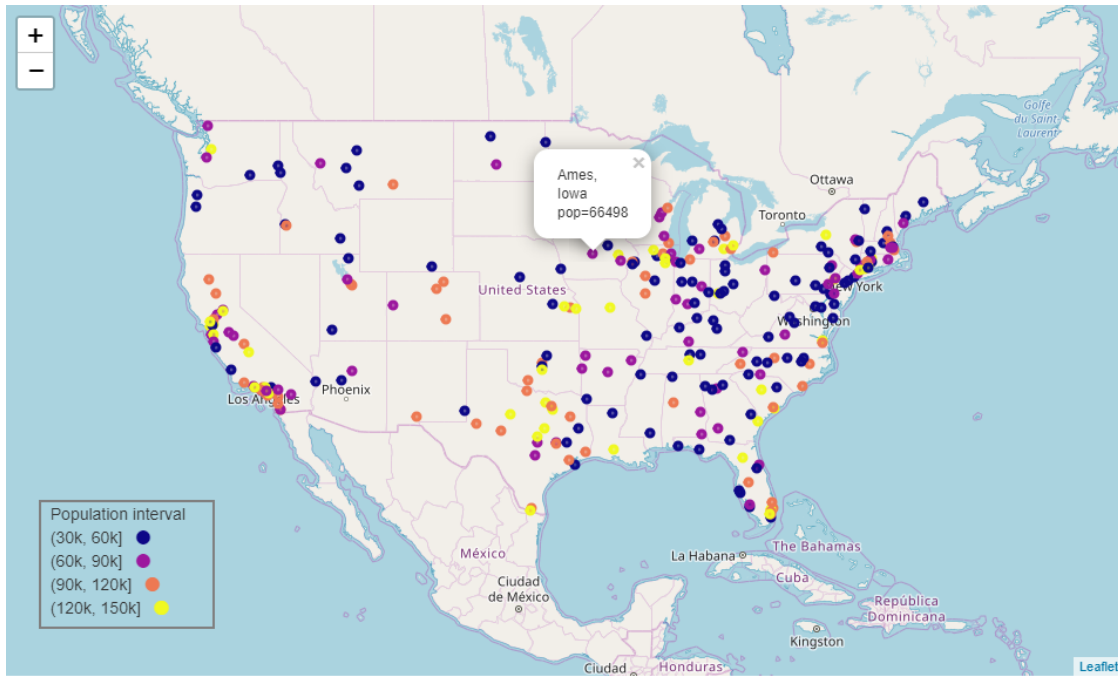 +
−
Golfe
du Saint-
Laurent
Ottawa
Toronto
×
Ames,
Iowa
pop=66498
United States
New York
Washington
Los Angeles
Phoenix
Population interval
(30k, 60k]
(60k, 90k]
(90k, 120k]
(120k, 150k]
México
Ciudad
de México
La Habana
The Bahamas
Cuba
República
Dominicana
Kingston
Ciudad
Honduras
Leaflet